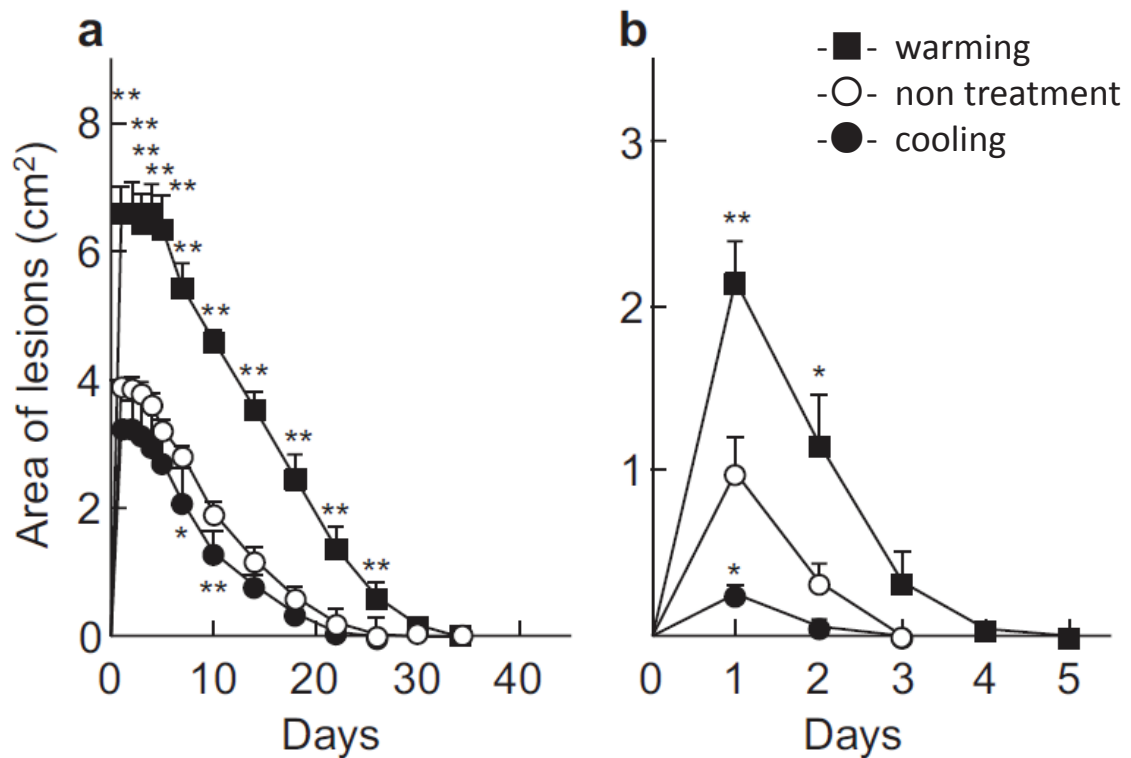 a
b
-■- warming
-○- non treatment
-●- cooling
Area of lesions (cm²)
8
6
4
2
0
**
**
**
**
**
**
**
**
**
**
**
*
**
0 10 20 30 40
Days
3
2
1
**
*
*
0 1 2 3 4 5
Days